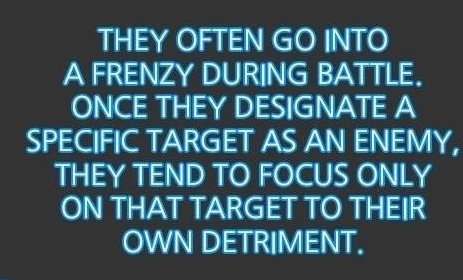 THEY OFTEN GO INTO
A FRENZY DURING BATTLE.
ONCE THEY DESIGNATE A
SPECIFIC TARGET AS AN ENEMY,
THEY TEND TO FOCUS ONLY
ON THAT TARGET TO THEIR
OWN DETRIMENT.